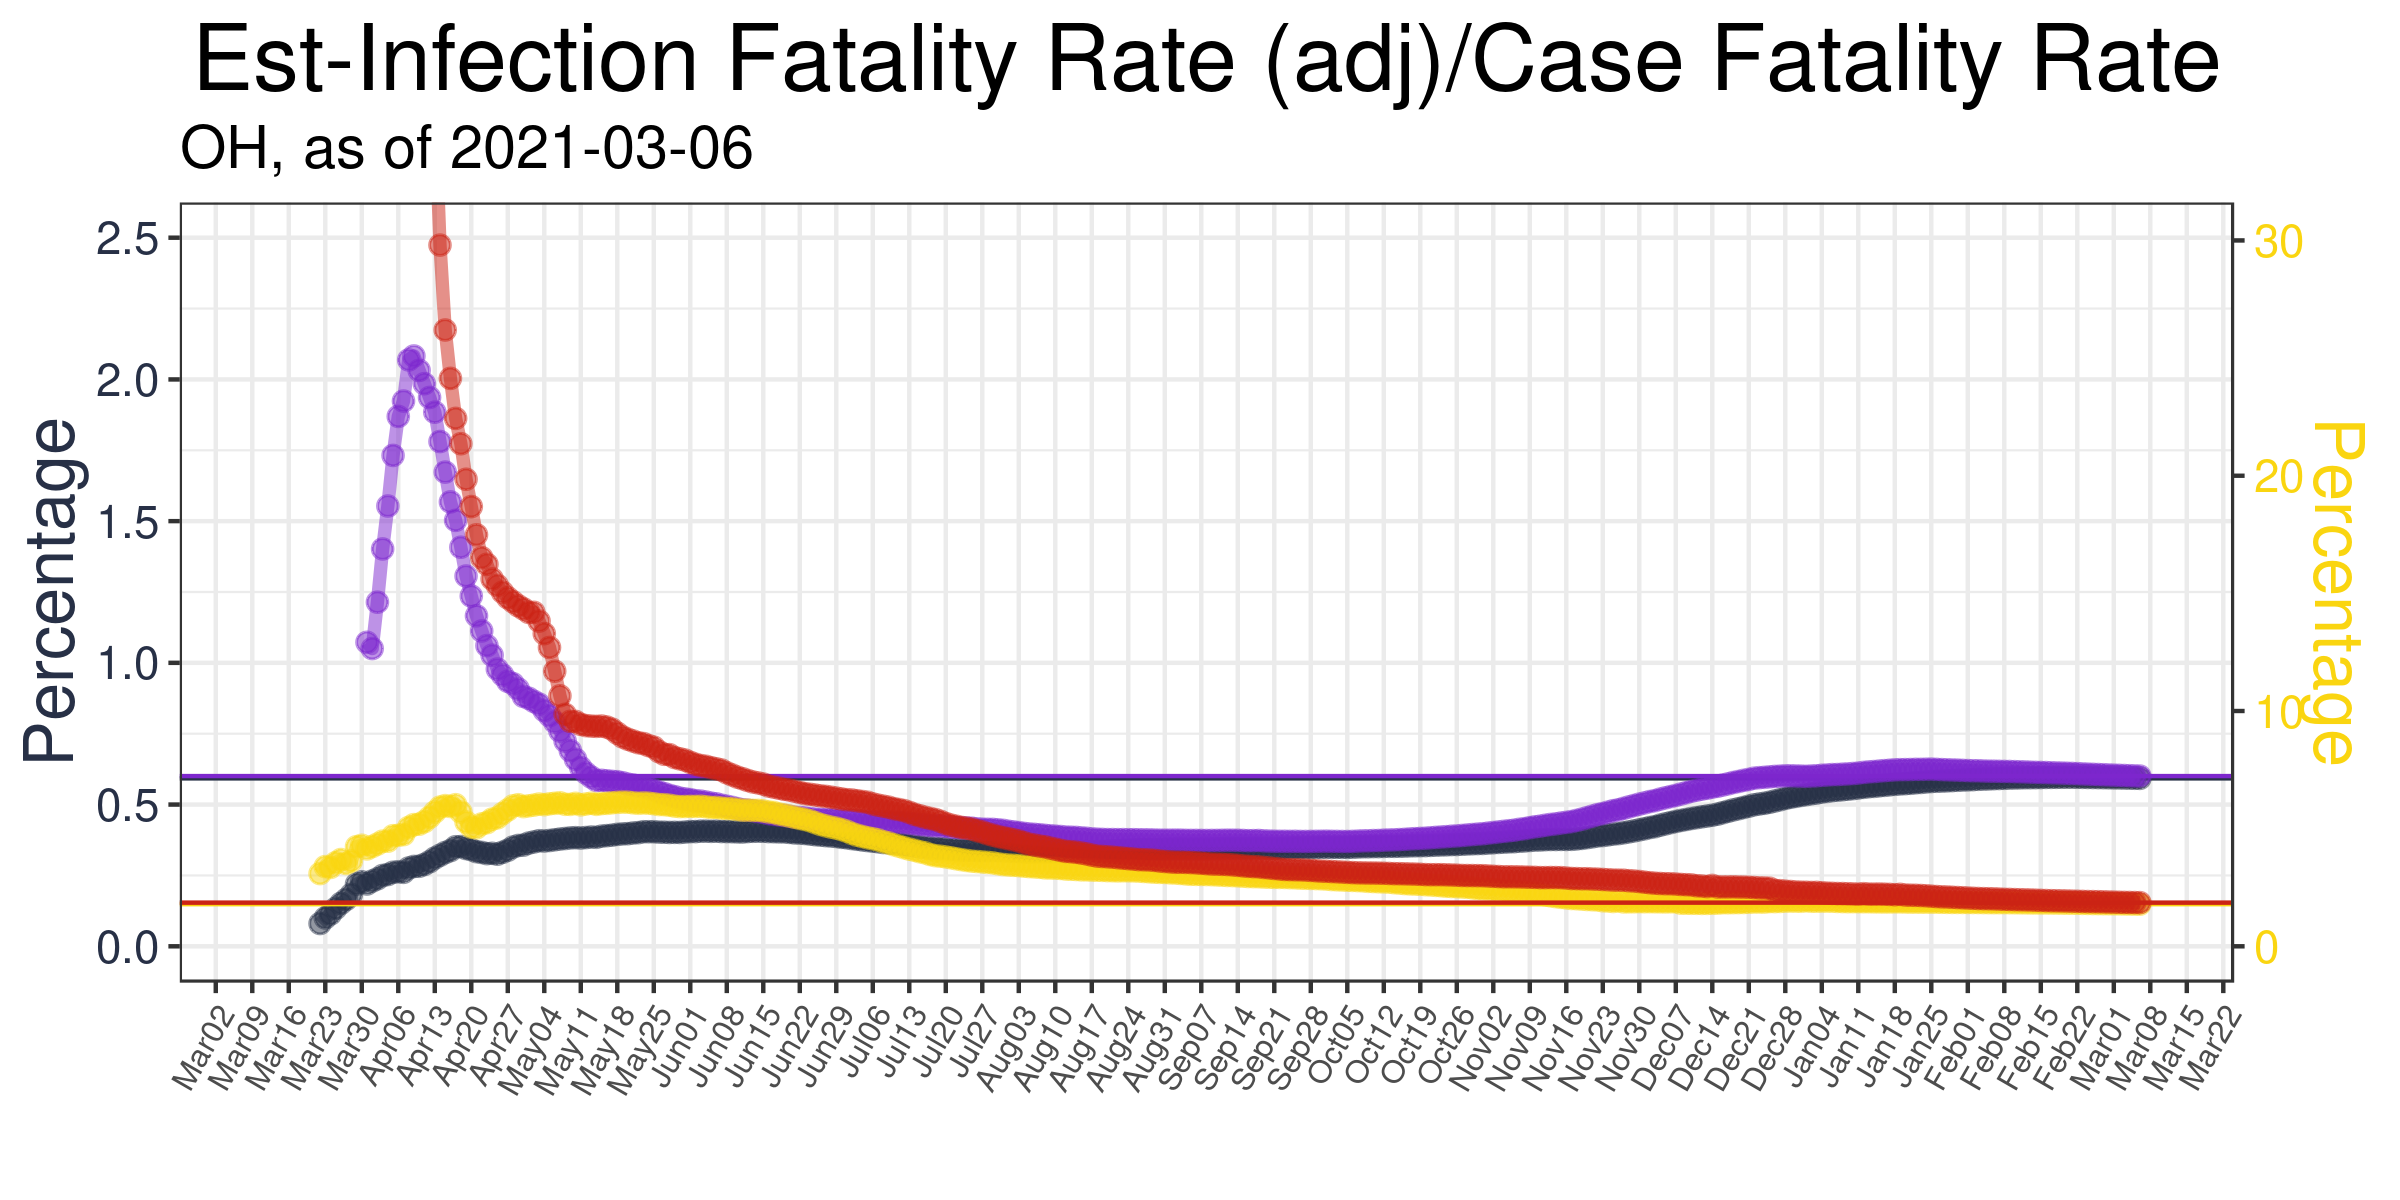 Est-Infection Fatality Rate (adj)/Case Fatality Rate
OH, as of 2021-03-06
Percentage
2.5
2.0
1.5
1.0
0.5
0.0
30
20
10
0
Percentage
Mar02
Mar09
Mar16
Mar23
Mar30
Apr06
Apr13
Apr20
Apr27
May04
May11
May18
May25
Jun01
Jun08
Jun15
Jun22
Jun29
Jul06
Jul13
Jul20
Jul27
Aug03
Aug10
Aug17
Aug24
Aug31
Sep07
Sep14
Sep21
Sep28
Oct05
Oct12
Oct19
Oct26
Nov02
Nov09
Nov16
Nov23
Nov30
Dec07
Dec14
Dec21
Dec28
Jan04
Jan11
Jan18
Jan25
Feb01
Feb08
Feb15
Feb22
Mar01
Mar08
Mar15
Mar22